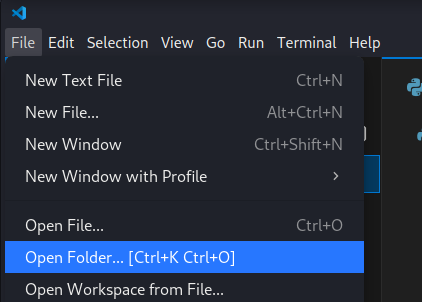 File Edit Selection View Go Run Terminal Help
New Text File Ctrl+N
New File... Alt+Ctrl+N
New Window Ctrl+Shift+N
New Window with Profile
Open File... Ctrl+O
Open Folder... [Ctrl+K Ctrl+O]
Open Workspace from File...